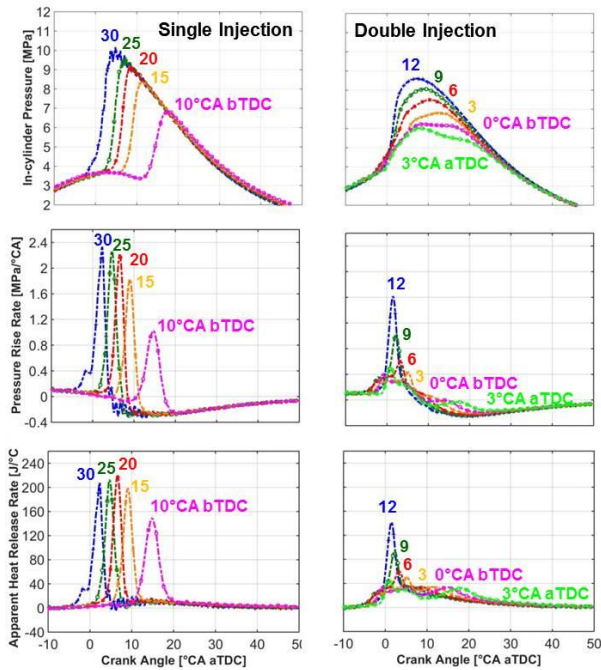 Single Injection
Double Injection
In-cylinder Pressure [MPa]
11
10
9
8
7
6
5
4
3
2
30
25
20
15
10°CA bTDC
12
9
6
3
0°CA bTDC
3°CA aTDC
Pressure Rise Rate [MPa/°CA]
2.4
2.0
1.6
1.2
0.8
0.4
0
-0.4
30
25
20
15
10°CA bTDC
12
9
6
3
0°CA bTDC
3°CA aTDC
Apparent Heat Release Rate [J/°C
240
200
160
120
80
40
0
-40
30
25
20
15
10°CA bTDC
12
9
6
3
0°CA bTDC
3°CA aTDC
-10 0 10 20 30 40 50
-10 0 10 20 30 40 50
Crank Angle [°CA aTDC]
Crank Angle [°CA aTDC]